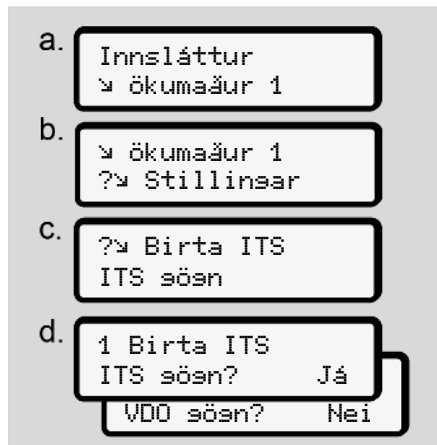 a.
Innsláttur
↘ ökumaður 1
b.
↘ ökumaður 1
?↘ Stillingar
c.
?↘ Birta ITS
ITS gögn
d.
1 Birta ITS
ITS gögn? Já
VDO gögn? Nei